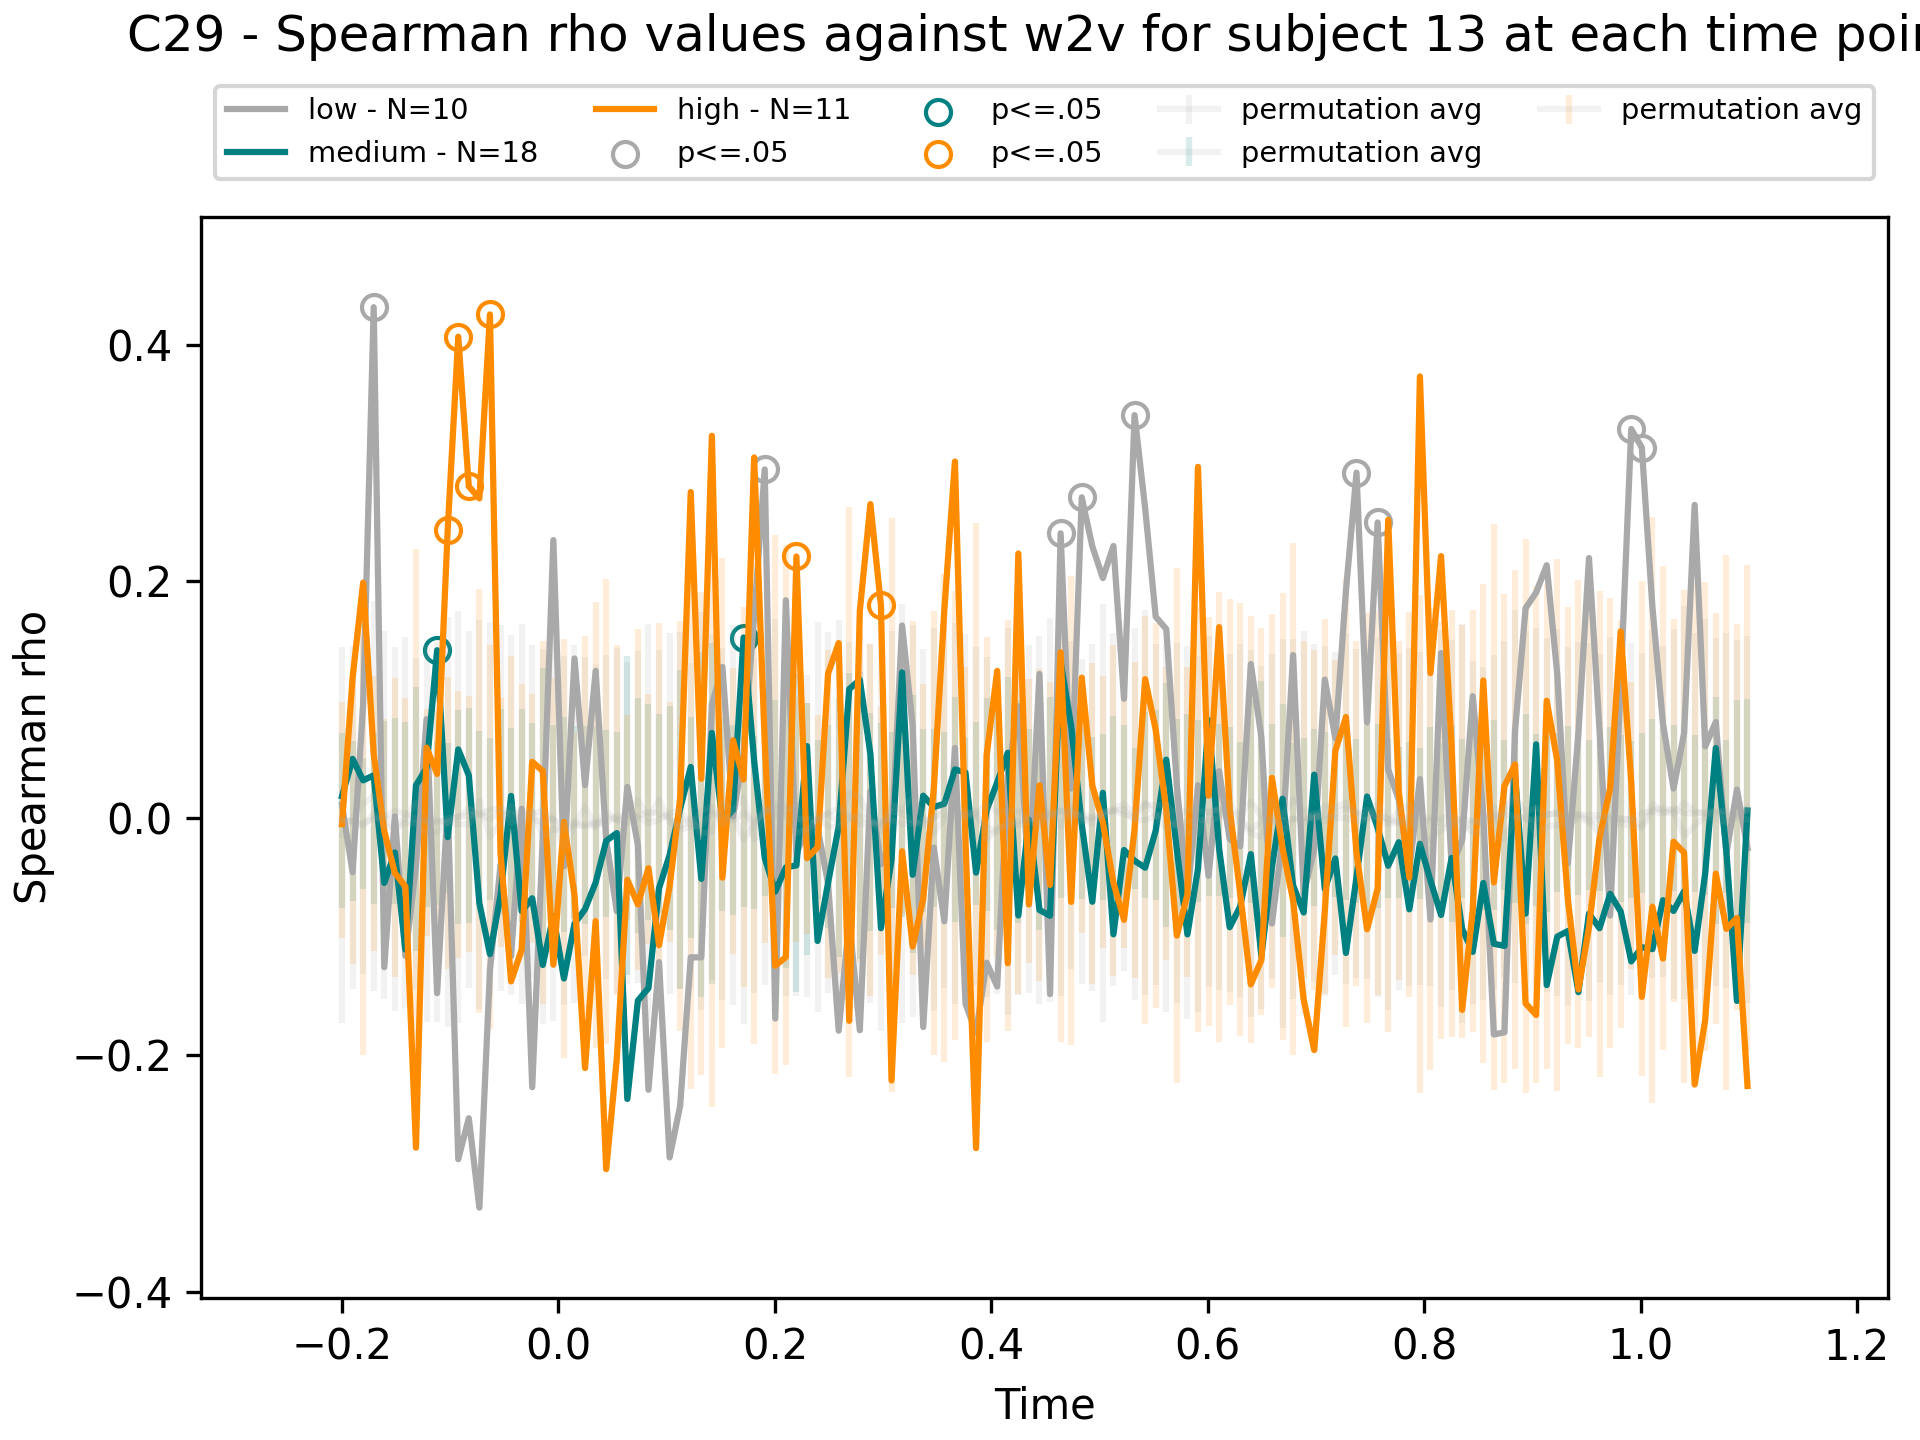 C29 - Spearman rho values against w2v for subject 13 at each time poi
low - N=10
medium - N=18
high - N=11
p<=.05
p<=.05
p<=.05
permutation avg
permutation avg
permutation avg
Spearman rho
0.4
0.2
0.0
−0.2
−0.4
−0.2 0.0 0.2 0.4 0.6 0.8 1.0 1.2
Time